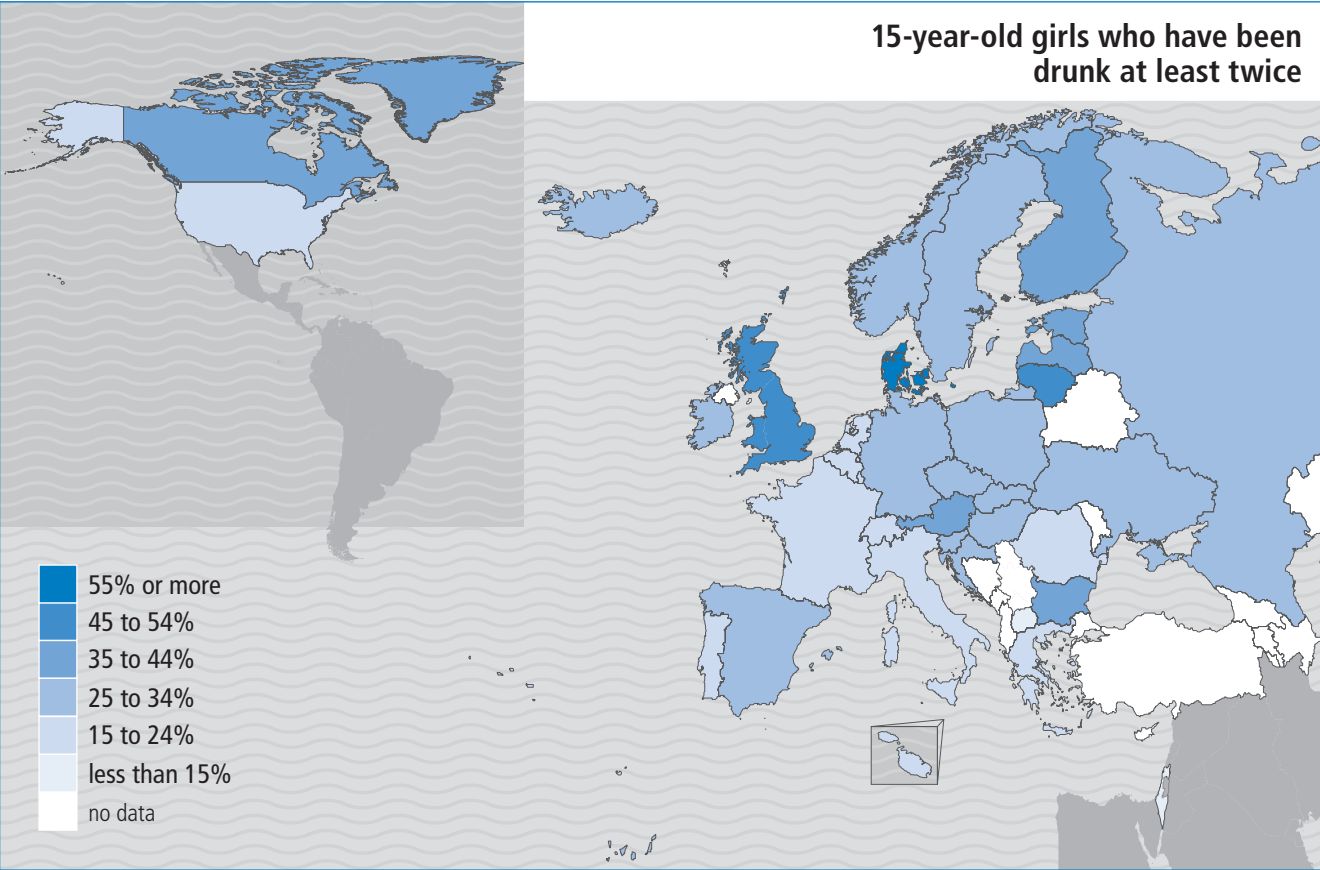 15-year-old girls who have been
drunk at least twice
55% or more
45 to 54%
35 to 44%
25 to 34%
15 to 24%
less than 15%
no data